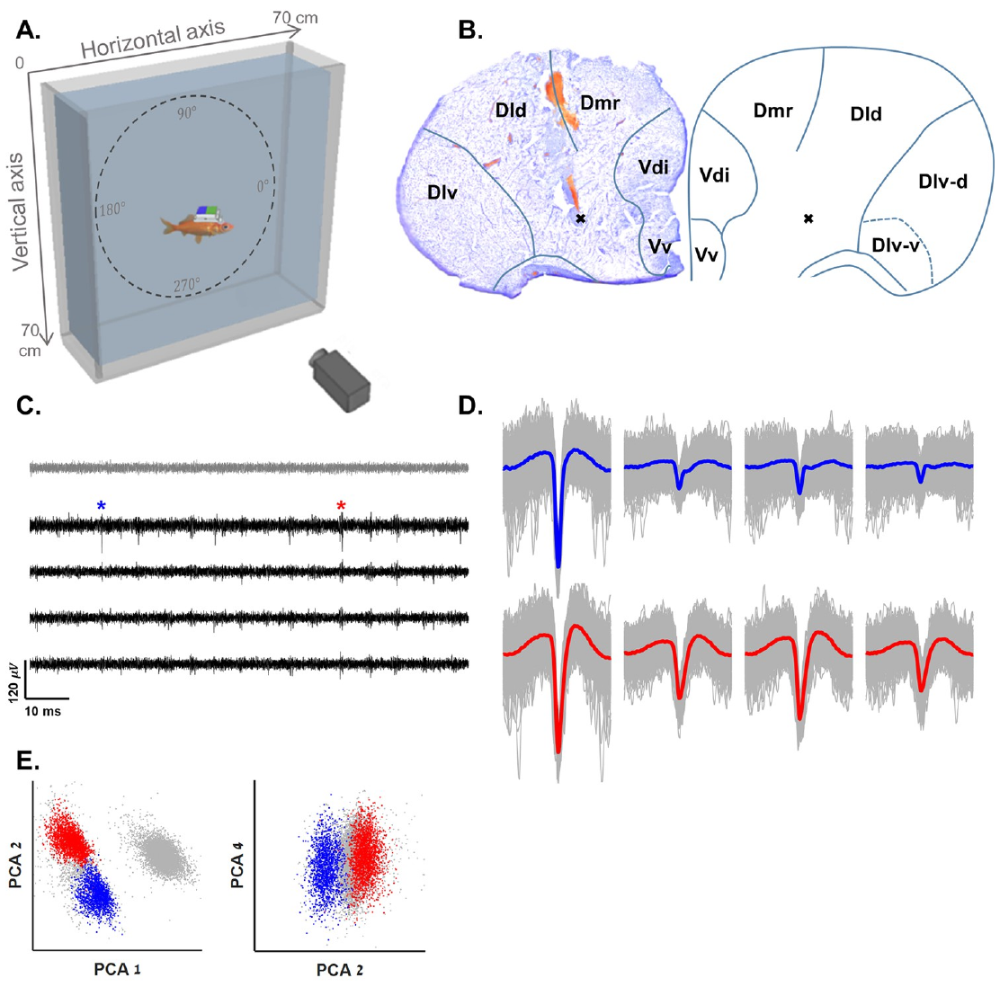 A.
70 cm
Horizontal axis
0
90°
0°
180°
270°
Vertical axis
70
cm
B.
Dld
Dmr
Vdi
Dlv
Vv
Dmr
Dld
Vdi
Dlv-d
Dlv-v
Vv
C.
*
*
120 μV
10 ms
D.
E.
PCA 2
PCA 1
PCA 4
PCA 2